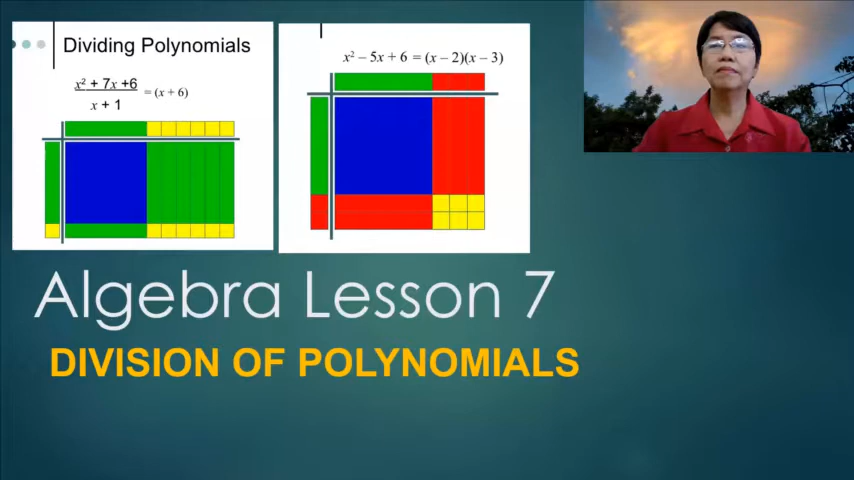 Dividing Polynomials
x² + 7x +6
x + 1
= (x + 6)
x² – 5x + 6 = (x – 2)(x – 3)
Algebra Lesson 7
DIVISION OF POLYNOMIALS